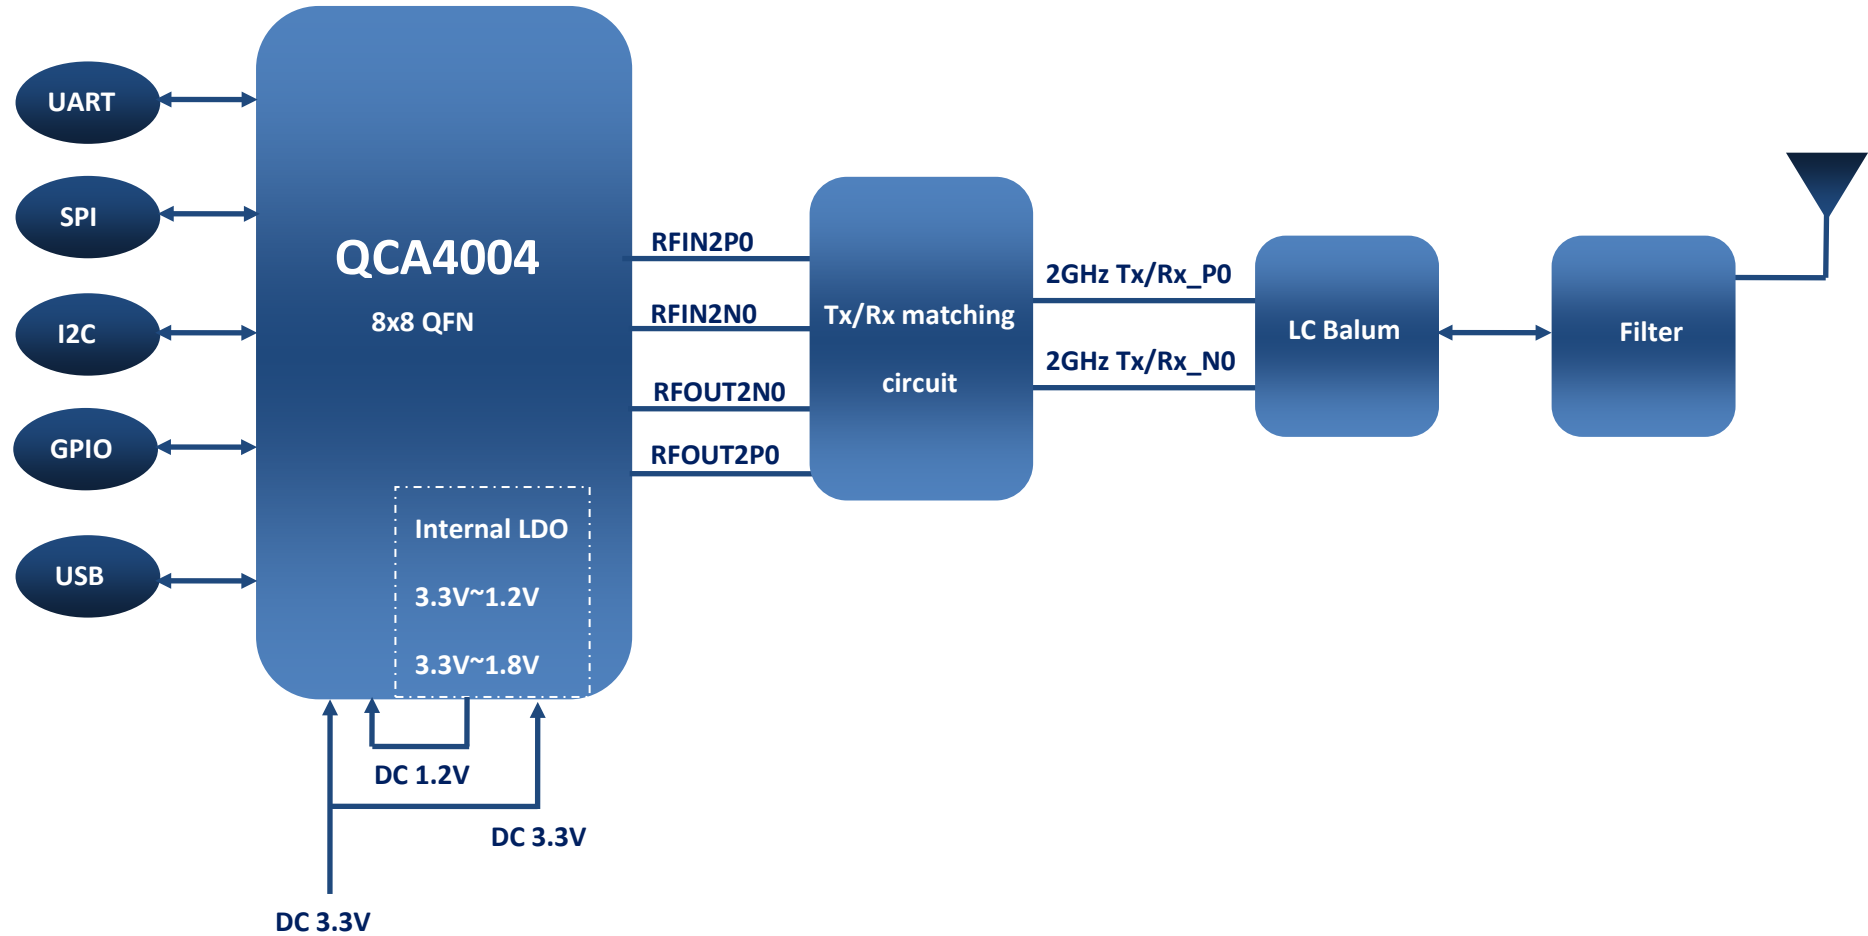 UART
SPI
I2C
GPIO
USB
QCA4004
8x8 QFN
Internal LDO
3.3V~1.2V
3.3V~1.8V
DC 1.2V
DC 3.3V
DC 3.3V
RFIN2P0
RFIN2N0
RFOUT2N0
RFOUT2P0
Tx/Rx matching
circuit
2GHz Tx/Rx_P0
2GHz Tx/Rx_N0
LC Balum
Filter